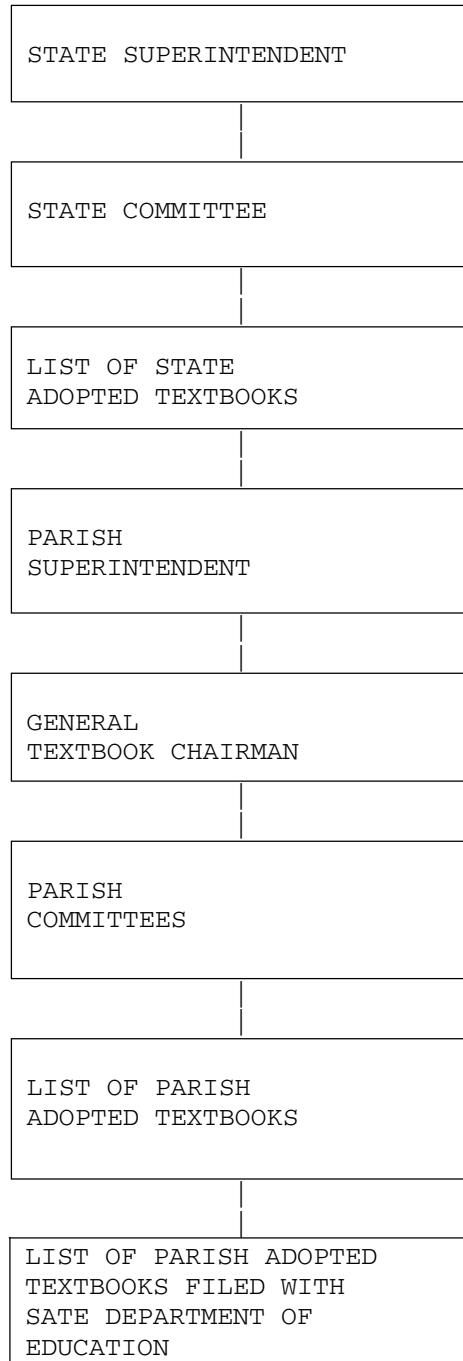 STATE SUPERINTENDENT
STATE COMMITTEE
LIST OF STATE
ADOPTED TEXTBOOKS
PARISH
SUPERINTENDENT
GENERAL
TEXTBOOK CHAIRMAN
PARISH
COMMITTEES
LIST OF PARISH
ADOPTED TEXTBOOKS
LIST OF PARISH ADOPTED
TEXTBOOKS FILED WITH
SATE DEPARTMENT OF
EDUCATION